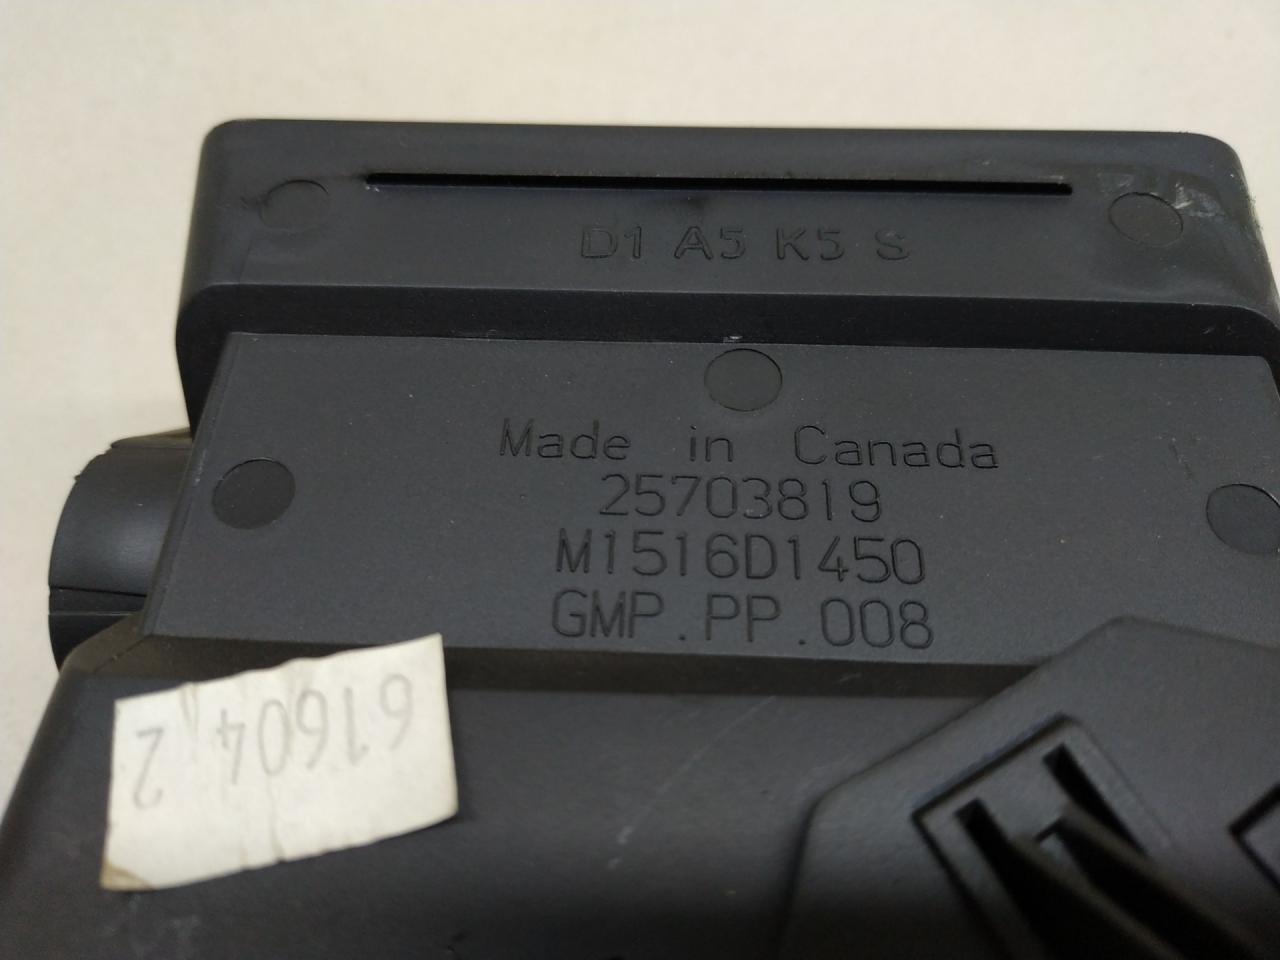 D1 A5 K5 S
Made in Canada
25703819
M1516D1450
GMP.PP.008
61604 2